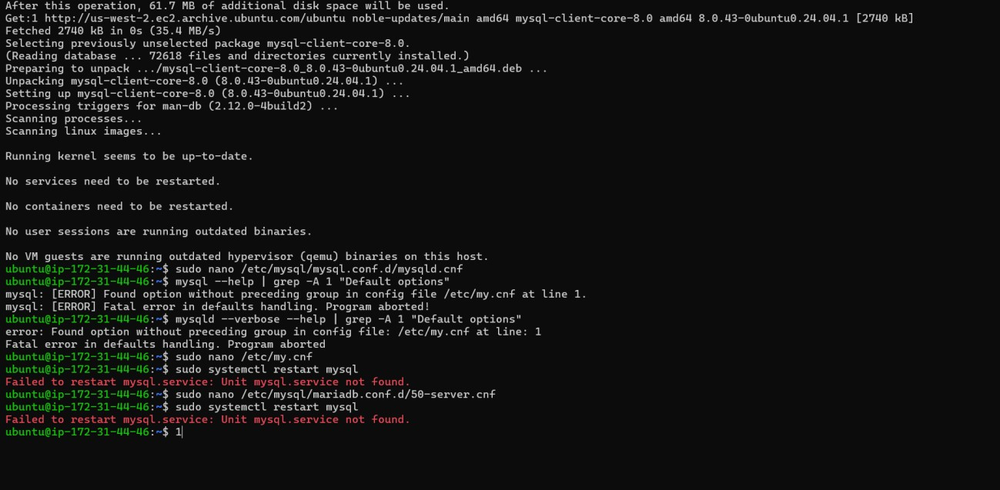 After this operation, 61.7 MB of additional disk space will be used.
Get:1 http://us-west-2.ec2.archive.ubuntu.com/ubuntu noble-updates/main amd64 mysql-client-core-8.0 amd64 8.0.43-0ubuntu0.24.04.1 [2740 kB]
Fetched 2740 kB in 0s (35.4 MB/s)
Selecting previously unselected package mysql-client-core-8.0.
(Reading database ... 72618 files and directories currently installed.)
Preparing to unpack .../mysql-client-core-8.0_8.0.43-0ubuntu0.24.04.1_amd64.deb ...
Unpacking mysql-client-core-8.0 (8.0.43-0ubuntu0.24.04.1) ...
Setting up mysql-client-core-8.0 (8.0.43-0ubuntu0.24.04.1) ...
Processing triggers for man-db (2.12.0-4build2) ...
Scanning processes...
Scanning linux images...
Running kernel seems to be up-to-date.
No services need to be restarted.
No containers need to be restarted.
No user sessions are running outdated binaries.
No VM guests are running outdated hypervisor (qemu) binaries on this host.
ubuntu@ip-172-31-44-46:~$ sudo nano /etc/mysql/mysql.conf.d/mysqld.cnf
ubuntu@ip-172-31-44-46:~$ mysql --help | grep -A 1 "Default options"
mysql: [ERROR] Found option without preceding group in config file /etc/my.cnf at line 1.
mysql: [ERROR] Fatal error in defaults handling. Program aborted!
ubuntu@ip-172-31-44-46:~$ mysqld --verbose --help | grep -A 1 "Default options"
error: Found option without preceding group in config file: /etc/my.cnf at line: 1
Fatal error in defaults handling. Program aborted
ubuntu@ip-172-31-44-46:~$ sudo nano /etc/my.cnf
ubuntu@ip-172-31-44-46:~$ sudo systemctl restart mysql
Failed to restart mysql.service: Unit mysql.service not found.
ubuntu@ip-172-31-44-46:~$ sudo nano /etc/mysql/mariadb.conf.d/50-server.cnf
ubuntu@ip-172-31-44-46:~$ sudo systemctl restart mysql
Failed to restart mysql.service: Unit mysql.service not found.
ubuntu@ip-172-31-44-46:~$ 1